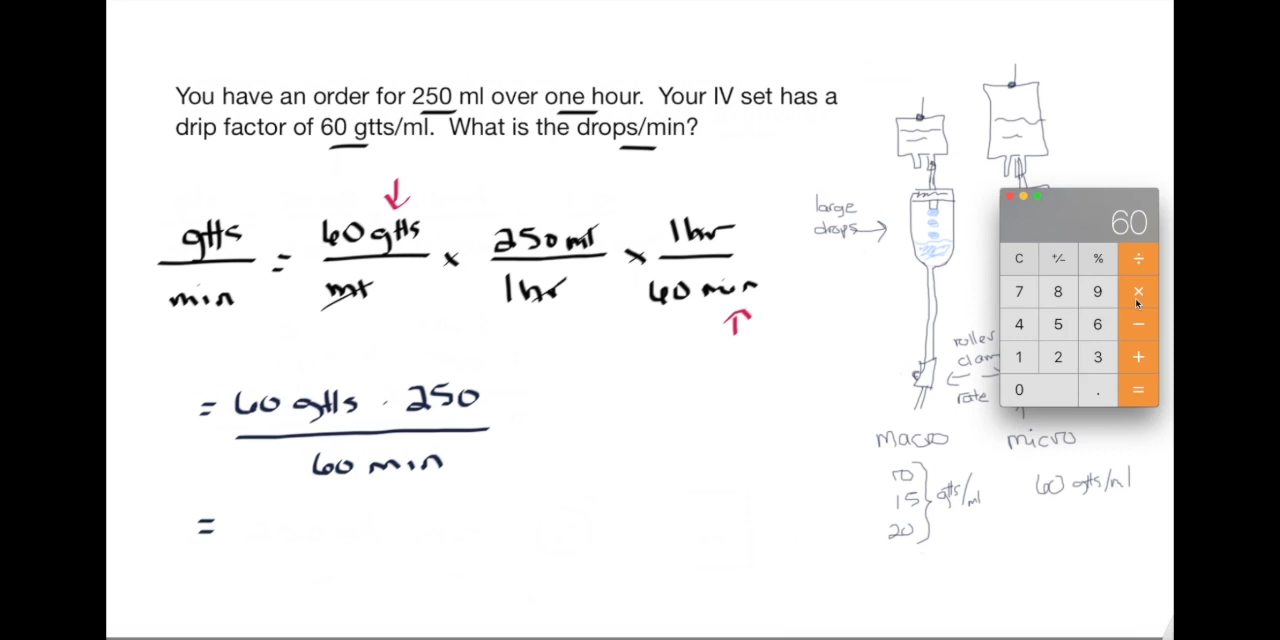 You have an order for 250 ml over one hour. Your IV set has a
drip factor of 60 gtts/ml. What is the drops/min?
gtts
min
=
60 gtts
ml
×
250 ml
1 hr
×
1 hr
60 min
= 60 gtts · 250
60 min
=
large
drops
roller
clam
rate
macro
micro
10
15 gtts/ml
20
60 gtts/ml
60
C +/- % ÷
7 8 9 ×
4 5 6 −
1 2 3 +
0 . =